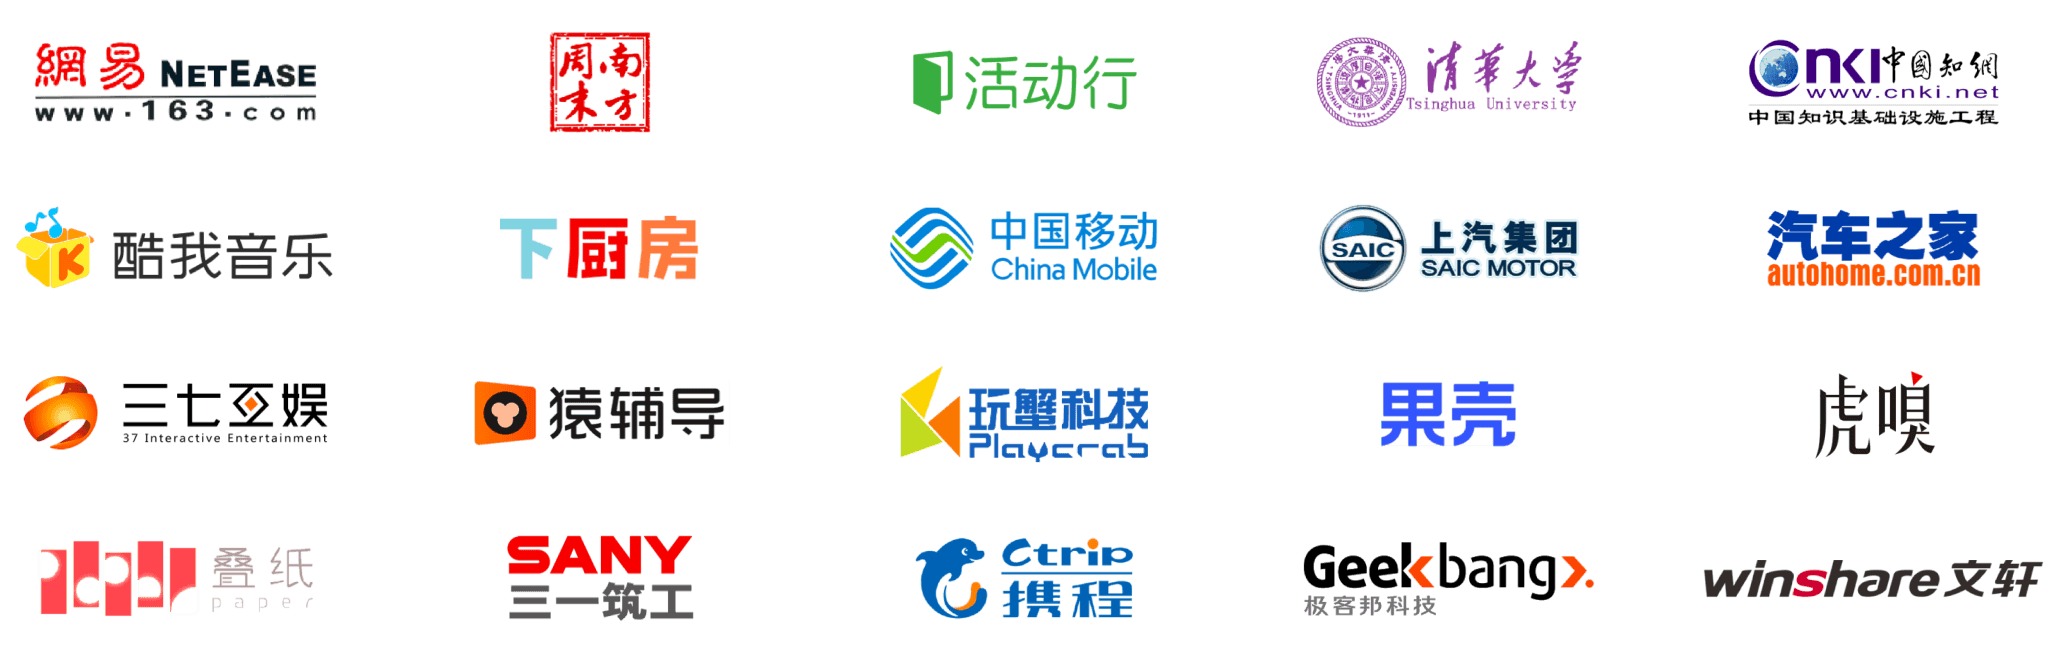 網易 NETEASE
www.163.com
南方
周末
活动行
清華大学
Tsinghua University
TSINGHUA UNIVERSITY
-1911-
CNKI 中國知網
www.cnki.net
中国知识基础设施工程
K 酷我音乐
下厨房
中国移动
China Mobile
SAIC 上汽集团
SAIC MOTOR
汽车之家
autohome.com.cn
三七互娱
37 Interactive Entertainment
猿辅导
玩蟹科技
Playcrab
果壳
虎嗅
叠纸
paper
SANY
三一筑工
Ctrip
携程
Geekbang
极客邦科技
winshare文轩